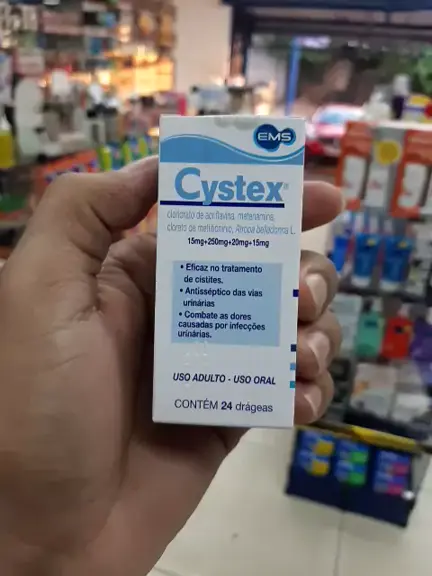 EMS
Cystex®
cloridrato de acriflavina, metenamina,
cloreto de metiltionínio, Atropa belladonna L.
15mg+250mg+20mg+15mg
• Eficaz no tratamento
de cistites.
• Antisséptico das vias
urinárias
• Combate as dores
causadas por infecções
urinárias.
USO ADULTO - USO ORAL
CONTÉM 24 drágeas